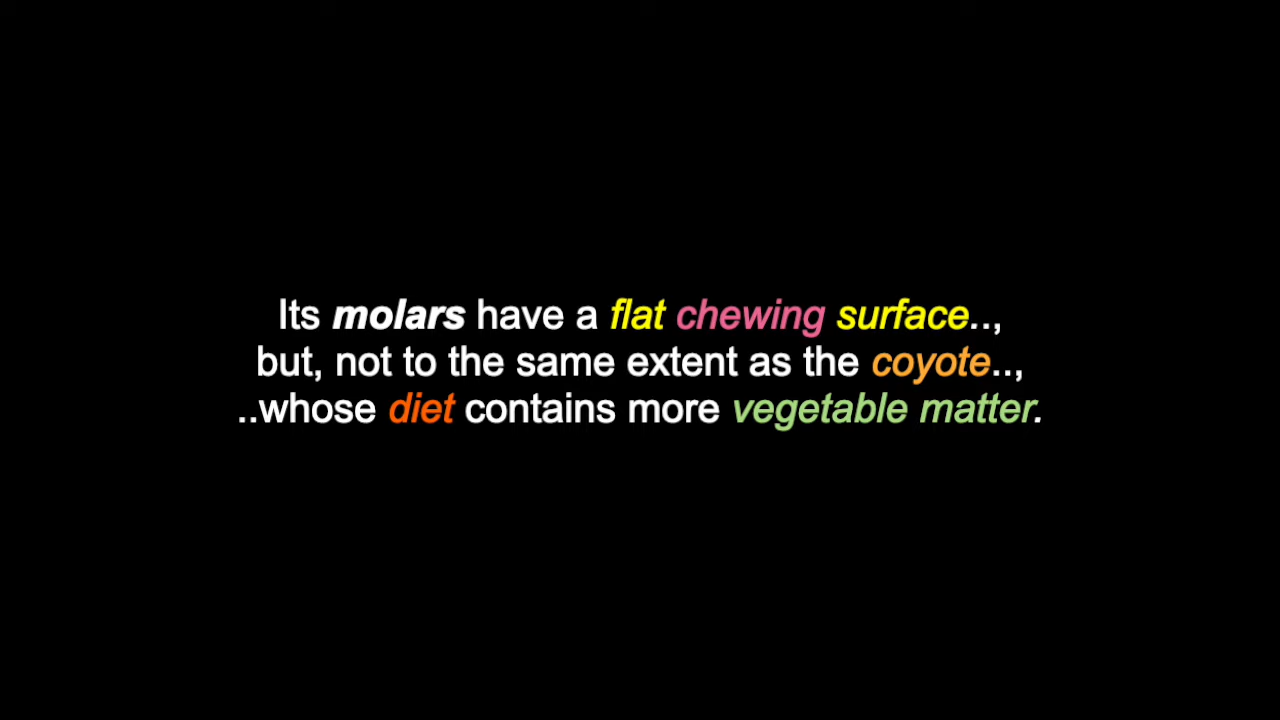 Its molars have a flat chewing surface..,
but, not to the same extent as the coyote..,
..whose diet contains more vegetable matter.